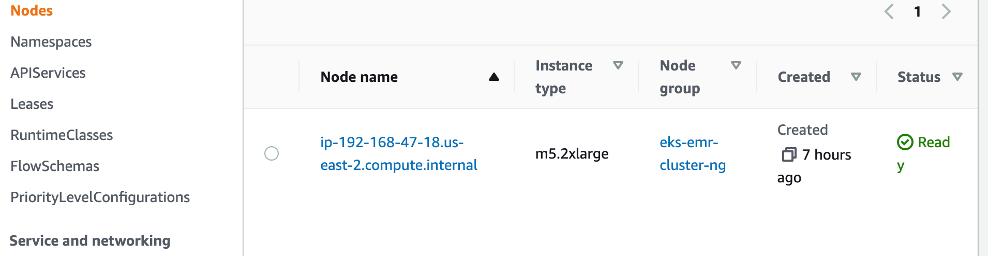 Nodes
Namespaces
APIServices
Leases
RuntimeClasses
FlowSchemas
PriorityLevelConfigurations
Service and networking
1
Node name
Instance
type
Node
group
Created
Status
ip-192-168-47-18.us-
east-2.compute.internal
m5.2xlarge
eks-emr-
cluster-ng
Created
7 hours
ago
Read
y